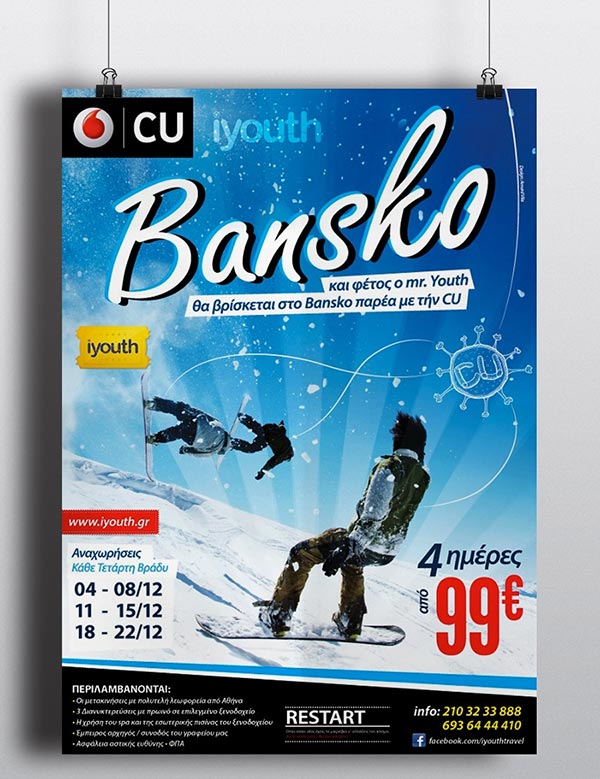 CU iyouth
Bansko
και φέτος ο mr. Youth
θα βρίσκεται στο Bansko παρέα με τήν CU
iyouth
CU
www.iyouth.gr
Αναχωρήσεις
Κάθε Τετάρτη Βράδυ
04 - 08/12
11 - 15/12
18 - 22/12
4 ημέρες
από 99€
ΠΕΡΙΛΑΜΒΑΝΟΝΤΑΙ:
• Οι μετακινήσεις με πολυτελή λεωφορεία από Αθήνα
• 3 Διανυκτερεύσεις με πρωινό σε επιλεγμένο ξενοδοχείο
• Η χρήση του spa και της εσωτερικής πισίνας του ξενοδοχείου
• Έμπειρος αρχηγός / συνοδός του γραφείου μας
• Ασφάλεια αστικής ευθύνης • ΦΠΑ
RESTART
info: 210 32 33 888
693 64 44 410
f facebook.com/iyouthtravel